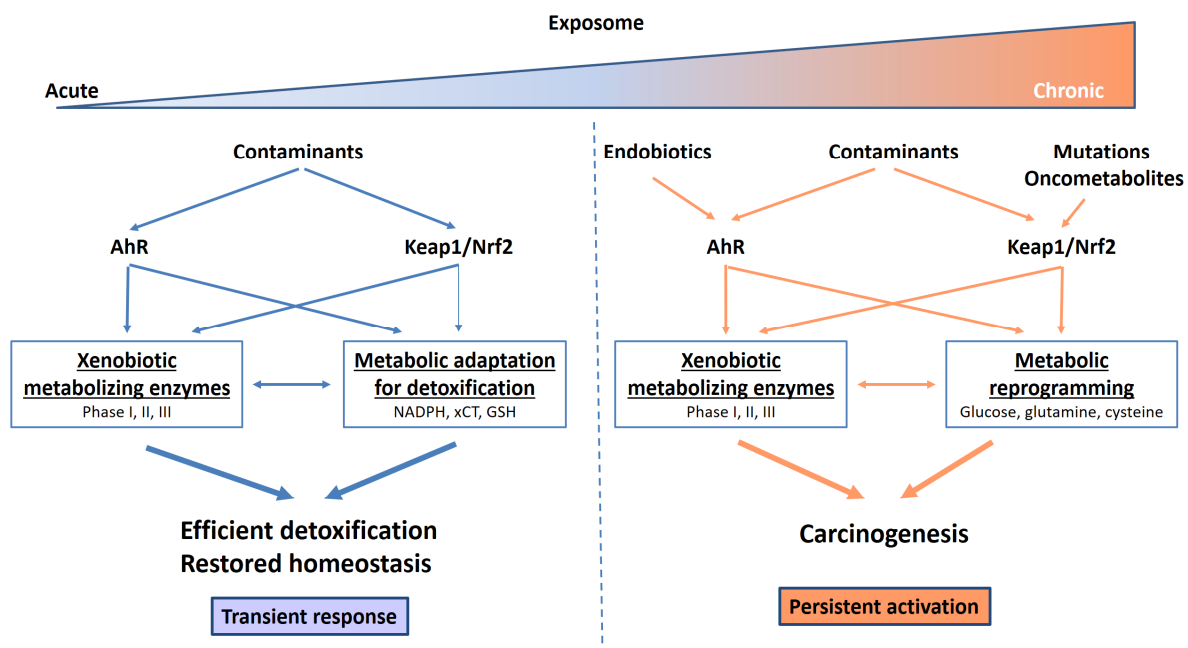 Exposome
Acute
Chronic
Contaminants
AhR
Keap1/Nrf2
Xenobiotic
metabolizing enzymes
Phase I, II, III
Metabolic adaptation
for detoxification
NADPH, xCT, GSH
Efficient detoxification
Restored homeostasis
Transient response
Endobiotics
Contaminants
Mutations
Oncometabolites
AhR
Keap1/Nrf2
Xenobiotic
metabolizing enzymes
Phase I, II, III
Metabolic
reprogramming
Glucose, glutamine, cysteine
Carcinogenesis
Persistent activation